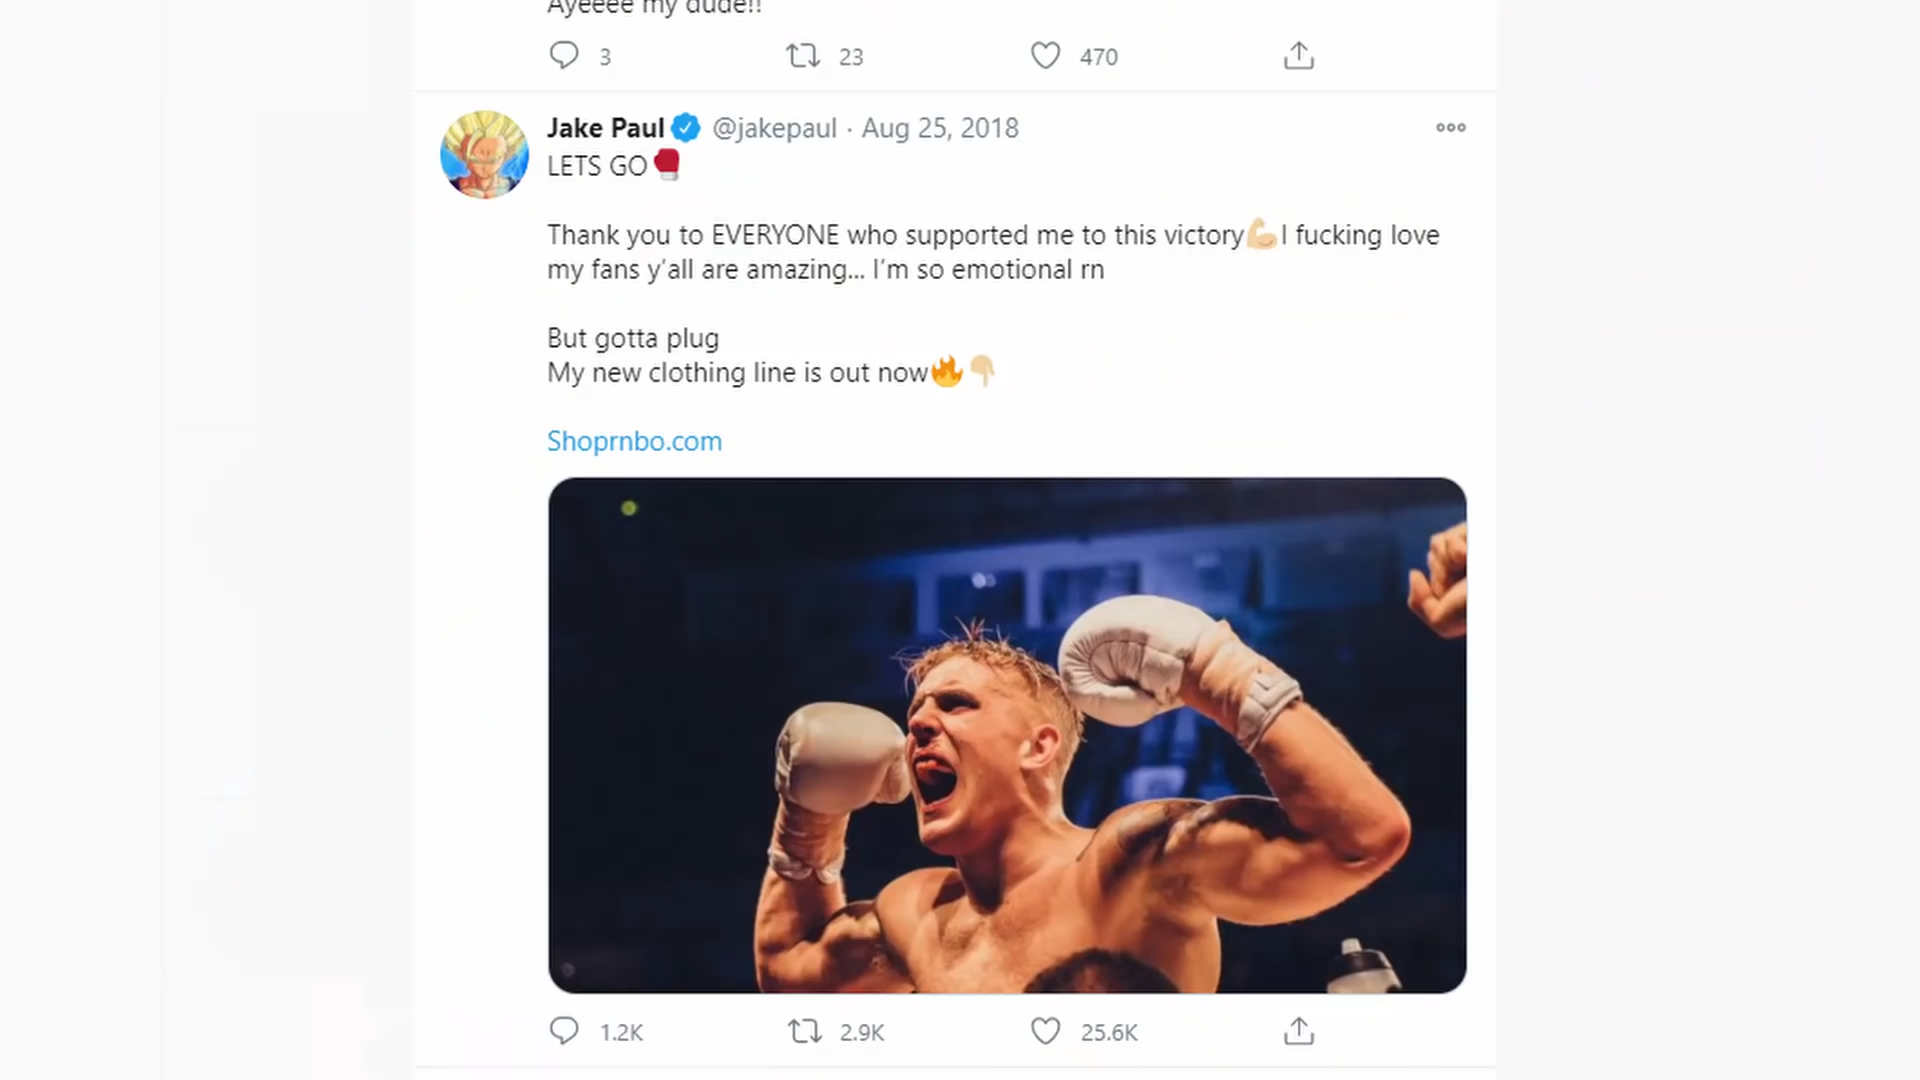 Ayeeee my dude!!
3 23 470
Jake Paul @jakepaul · Aug 25, 2018
LETS GO🥊
Thank you to EVERYONE who supported me to this victory💪🏼I fucking love
my fans y’all are amazing... I’m so emotional rn
But gotta plug
My new clothing line is out now🔥👇🏼
Shoprnbo.com
1.2K 2.9K 25.6K